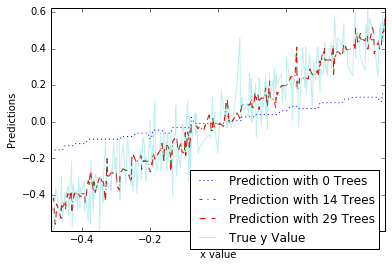 0.6
0.4
0.2
0.0
−0.2
−0.4
Predictions
−0.4
−0.2
x value
Prediction with 0 Trees
Prediction with 14 Trees
Prediction with 29 Trees
True y Value